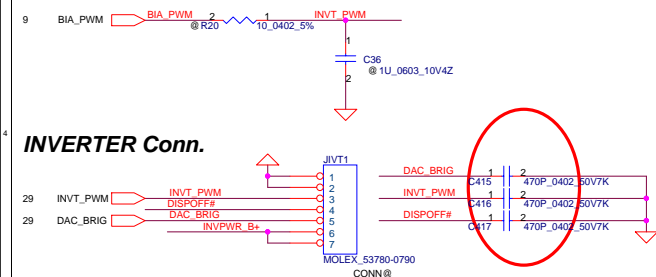 9 BIA_PWM BIA_PWM 2 1 INVT_PWM
@ R20 10_0402_5%
1
C36
@ 1U_0603_10V4Z
2
4
INVERTER Conn.
JIVT1
1
2
3
4
5
6
7
29 INVT_PWM INVT_PWM
DISPOFF#
29 DAC_BRIG DAC_BRIG
INVPWR_B+
MOLEX_53780-0790
CONN@
DAC_BRIG 1 2
C415 470P_0402_50V7K
INVT_PWM 1 2
C416 470P_0402_50V7K
DISPOFF# 1 2
C417 470P_0402_50V7K